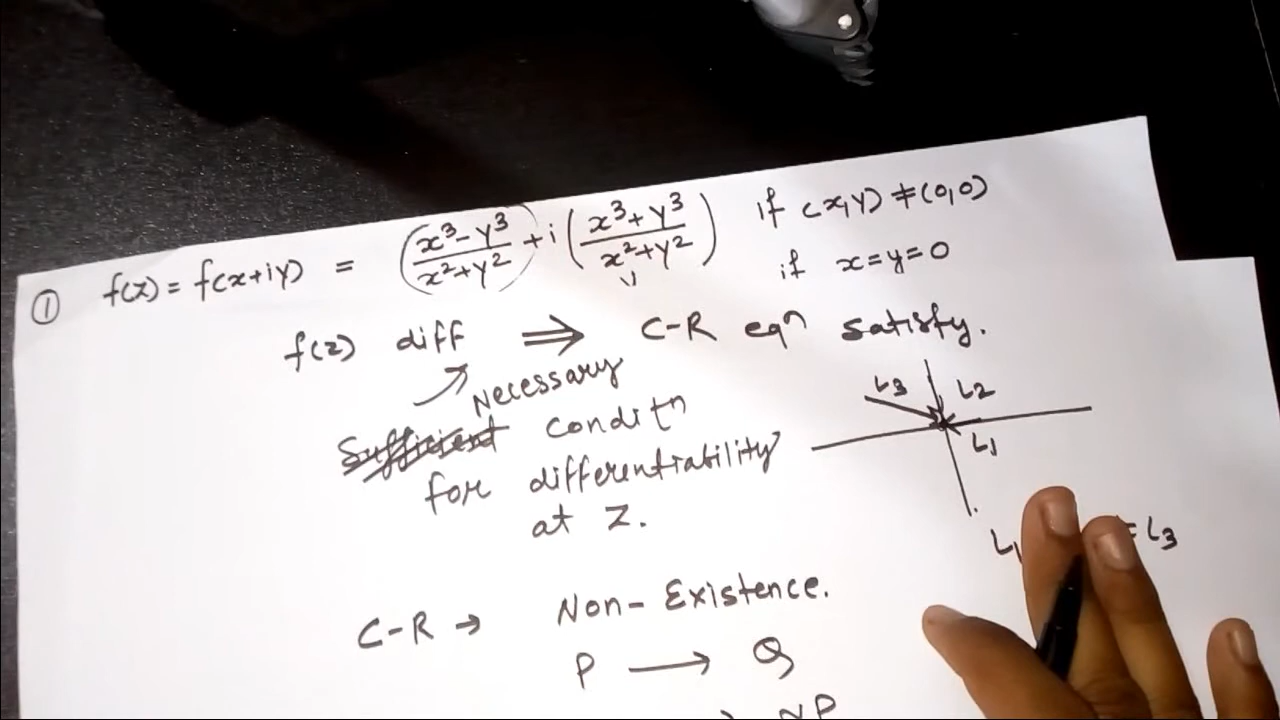 ① f(z) = f(x+iy) = (x³-y³/x²+y²) + i (x³+y³/x²+y²) if (x,y) ≠ (0,0)
if x=y=0
f(z) diff ⟹ C-R eqⁿ satisfy.
Necessary
Sufficient conditⁿ
for differentiability
at z.
L3 L2
L1
L1 = L3
C-R → Non-Existence.
P → Q
~P